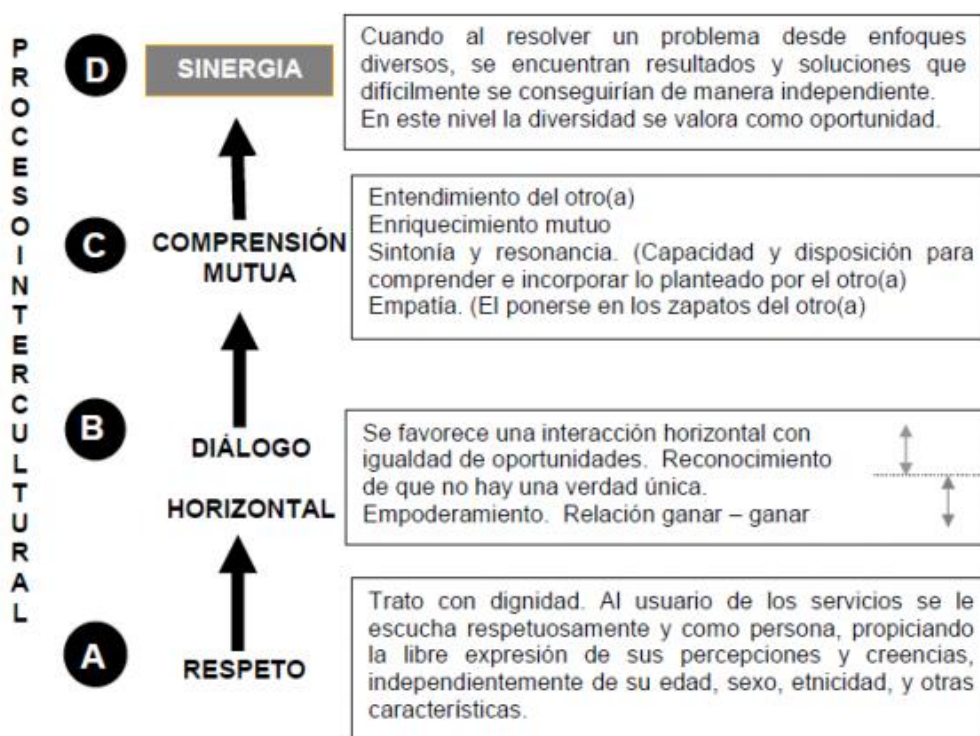 PROCESO INTERCULTURAL
D
SINERGIA
Cuando al resolver un problema desde enfoques
diversos, se encuentran resultados y soluciones que
difícilmente se conseguirían de manera independiente.
En este nivel la diversidad se valora como oportunidad.
C
COMPRENSIÓN
MUTUA
Entendimiento del otro(a)
Enriquecimiento mutuo
Sintonía y resonancia. (Capacidad y disposición para
comprender e incorporar lo planteado por el otro(a)
Empatía. (El ponerse en los zapatos del otro(a)
B
DIÁLOGO
HORIZONTAL
Se favorece una interacción horizontal con
igualdad de oportunidades. Reconocimiento
de que no hay una verdad única.
Empoderamiento. Relación ganar – ganar
A
RESPETO
Trato con dignidad. Al usuario de los servicios se le
escucha respetuosamente y como persona, propiciando
la libre expresión de sus percepciones y creencias,
independientemente de su edad, sexo, etnicidad, y otras
características.